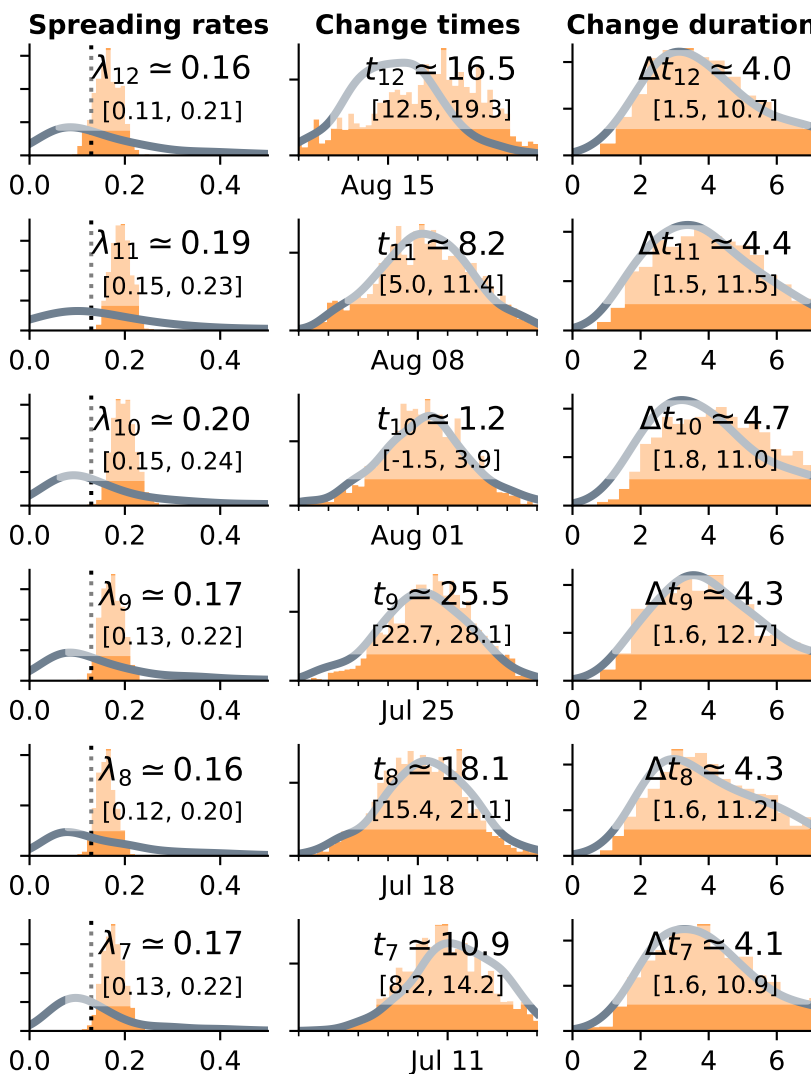 Spreading rates Change times Change duration
λ12 ≃ 0.16 t12 ≃ 16.5 Δt12 ≃ 4.0
[0.11, 0.21] [12.5, 19.3] [1.5, 10.7]
0.0 0.2 0.4 Aug 15 0 2 4 6
λ11 ≃ 0.19 t11 ≃ 8.2 Δt11 ≃ 4.4
[0.15, 0.23] [5.0, 11.4] [1.5, 11.5]
0.0 0.2 0.4 Aug 08 0 2 4 6
λ10 ≃ 0.20 t10 ≃ 1.2 Δt10 ≃ 4.7
[0.15, 0.24] [-1.5, 3.9] [1.8, 11.0]
0.0 0.2 0.4 Aug 01 0 2 4 6
λ9 ≃ 0.17 t9 ≃ 25.5 Δt9 ≃ 4.3
[0.13, 0.22] [22.7, 28.1] [1.6, 12.7]
0.0 0.2 0.4 Jul 25 0 2 4 6
λ8 ≃ 0.16 t8 ≃ 18.1 Δt8 ≃ 4.3
[0.12, 0.20] [15.4, 21.1] [1.6, 11.2]
0.0 0.2 0.4 Jul 18 0 2 4 6
λ7 ≃ 0.17 t7 ≃ 10.9 Δt7 ≃ 4.1
[0.13, 0.22] [8.2, 14.2] [1.6, 10.9]
0.0 0.2 0.4 Jul 11 0 2 4 6